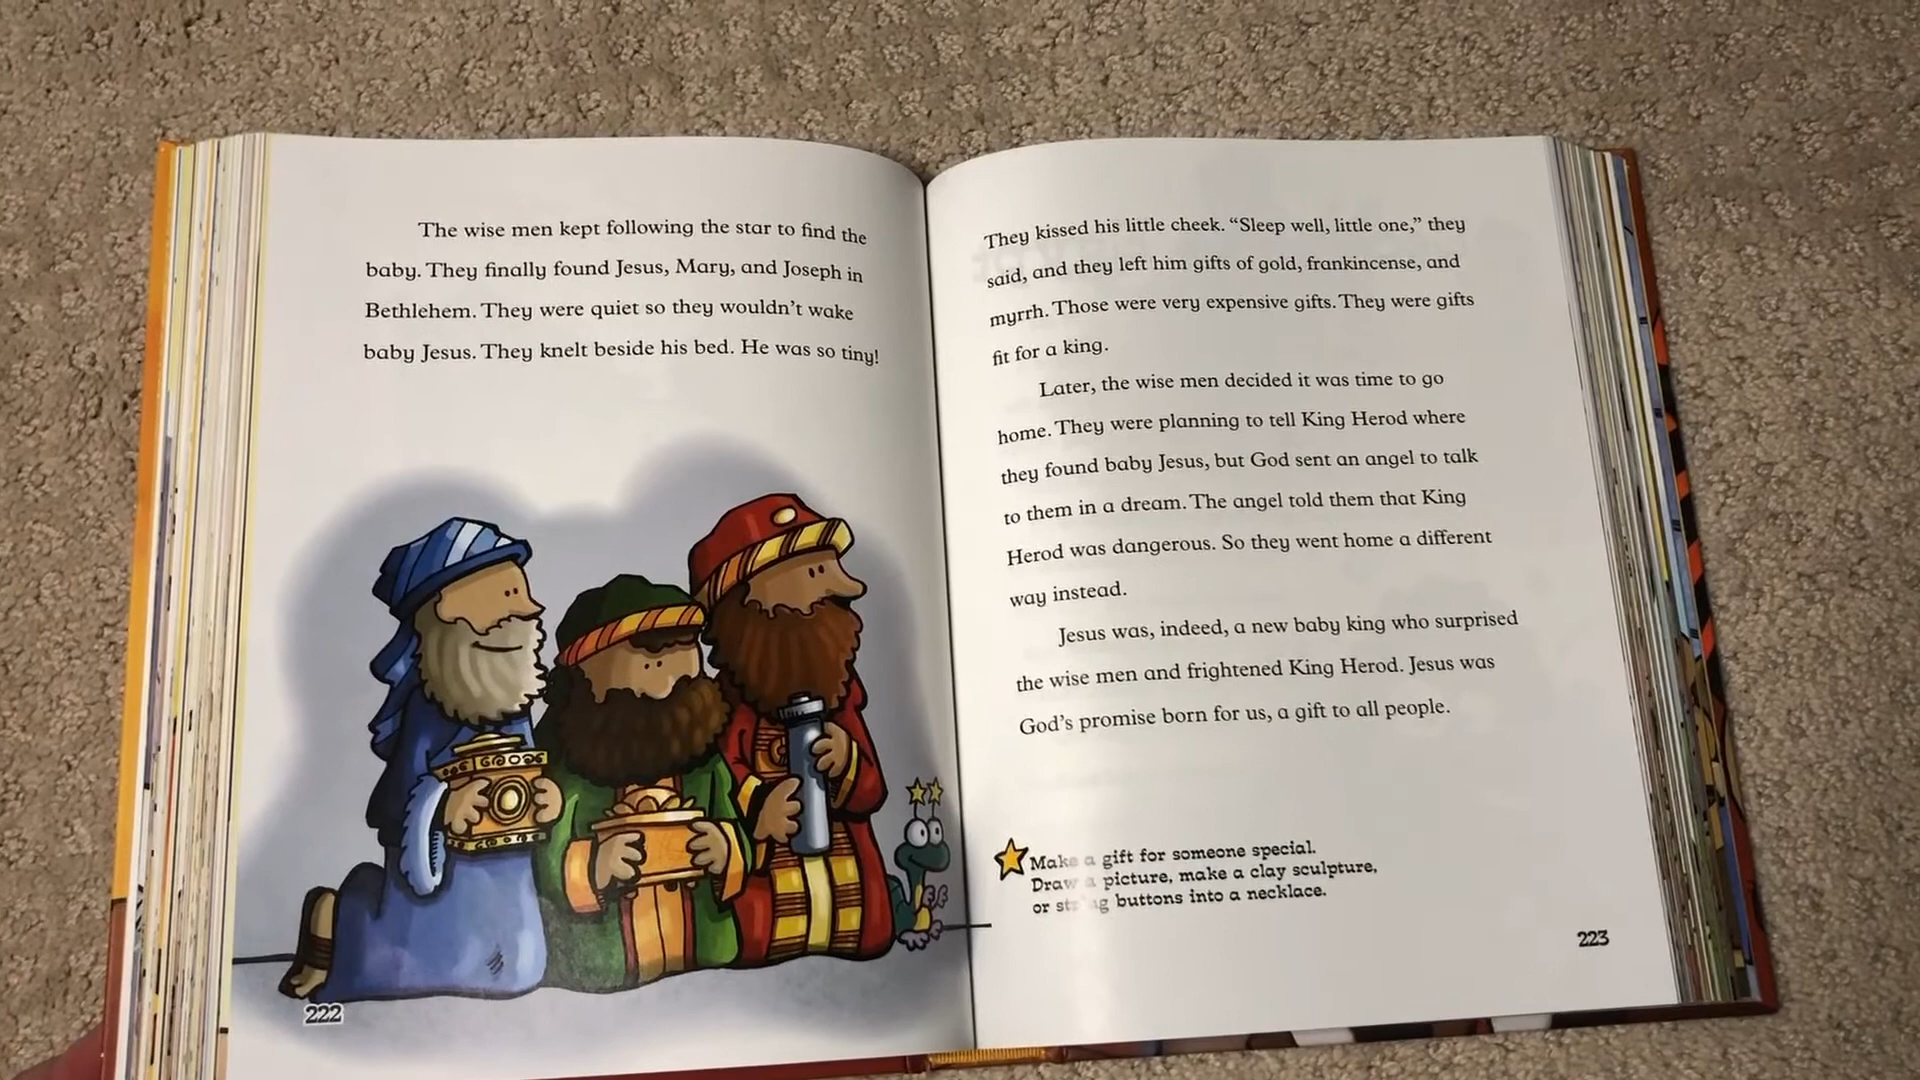 The wise men kept following the star to find the
baby. They finally found Jesus, Mary, and Joseph in
Bethlehem. They were quiet so they wouldn’t wake
baby Jesus. They knelt beside his bed. He was so tiny!
222
They kissed his little cheek. “Sleep well, little one,” they
said, and they left him gifts of gold, frankincense, and
myrrh. Those were very expensive gifts. They were gifts
fit for a king.
Later, the wise men decided it was time to go
home. They were planning to tell King Herod where
they found baby Jesus, but God sent an angel to talk
to them in a dream. The angel told them that King
Herod was dangerous. So they went home a different
way instead.
Jesus was, indeed, a new baby king who surprised
the wise men and frightened King Herod. Jesus was
God’s promise born for us, a gift to all people.
Make a gift for someone special.
Draw a picture, make a clay sculpture,
or string buttons into a necklace.
223